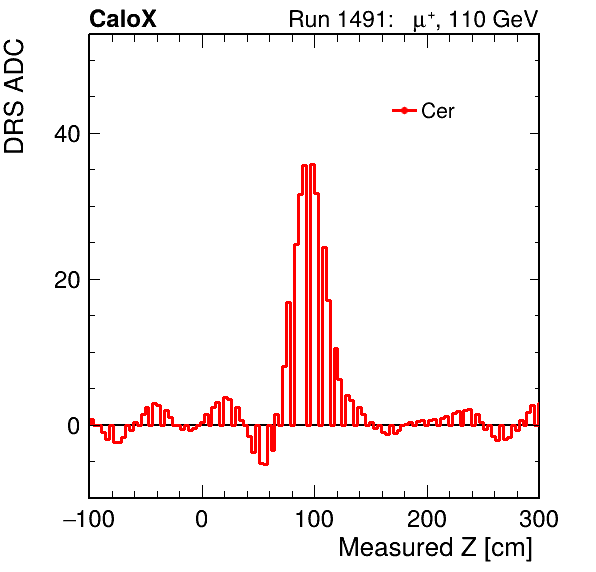 CaloX Run 1491: μ⁺, 110 GeV
DRS ADC
Cer
40
20
0
−100 0 100 200 300
Measured Z [cm]